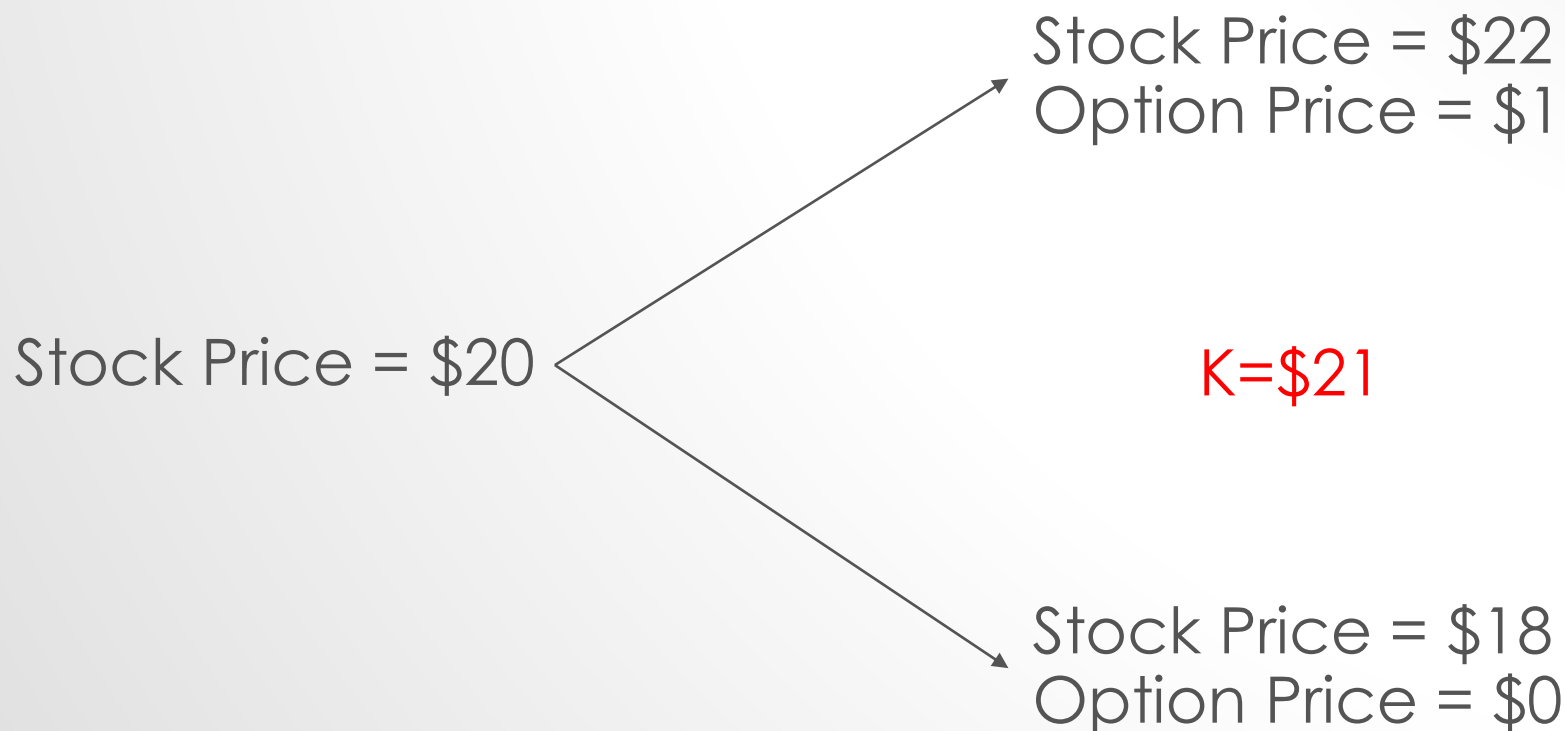 Stock Price = $22
Option Price = $1
Stock Price = $20
K=$21
Stock Price = $18
Option Price = $0